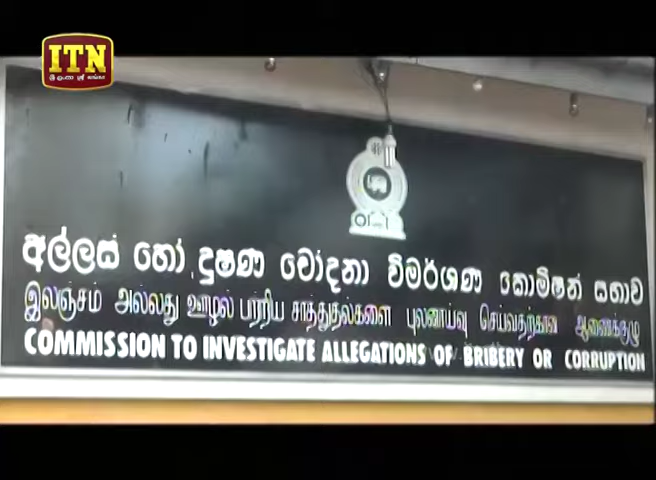 ITN
අල්ලස් හෝ දූෂණ චෝදනා විමර්ශණ කොමිෂන් සභාව
இலஞ்சம் அல்லது ஊழல் பற்றிய சாத்துதல்களை புலனாய்வு செய்வதற்கான ஆணைக்குழு
COMMISSION TO INVESTIGATE ALLEGATIONS OF BRIBERY OR CORRUPTION